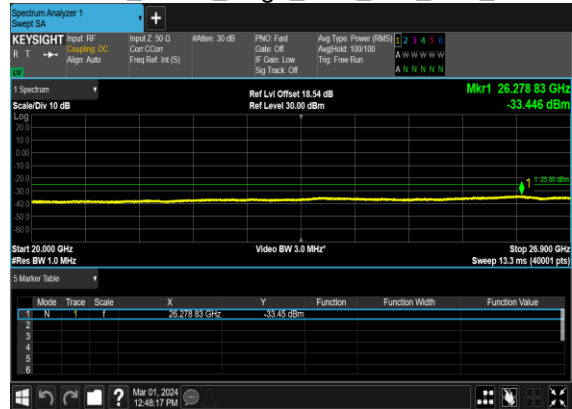 Spectrum Analyzer 1
Swept SA
+
KEYSIGHT Input: RF Input Z: 50 Ω #Atten: 30 dB PNO: Fast Avg Type: Power (RMS) 1 2 3 4 5 6
R T Coupling: DC Corr CCorr Gate: Off Avg|Hold: 100/100 A W W W W W
Align: Auto Freq Ref: Int (S) IF Gain: Low Trig: Free Run A N N N N N
Sig Track: Off
1 Spectrum Ref Lvl Offset 18.54 dB Mkr1 26.278 83 GHz
Scale/Div 10 dB Ref Level 30.00 dBm -33.446 dBm
Log
20.0
10.0
0.00
-10.0
-20.0
1 -25.00 dBm
1
-30.0
-40.0
-50.0
-60.0
Start 20.000 GHz Video BW 3.0 MHz* Stop 26.900 GHz
#Res BW 1.0 MHz Sweep 13.3 ms (40001 pts)
5 Marker Table
Mode Trace Scale X Y Function Function Width Function Value
1 N 1 f 26.278 83 GHz -33.45 dBm
2
3
4
5
6
? Mar 01, 2024
12:48:17 PM